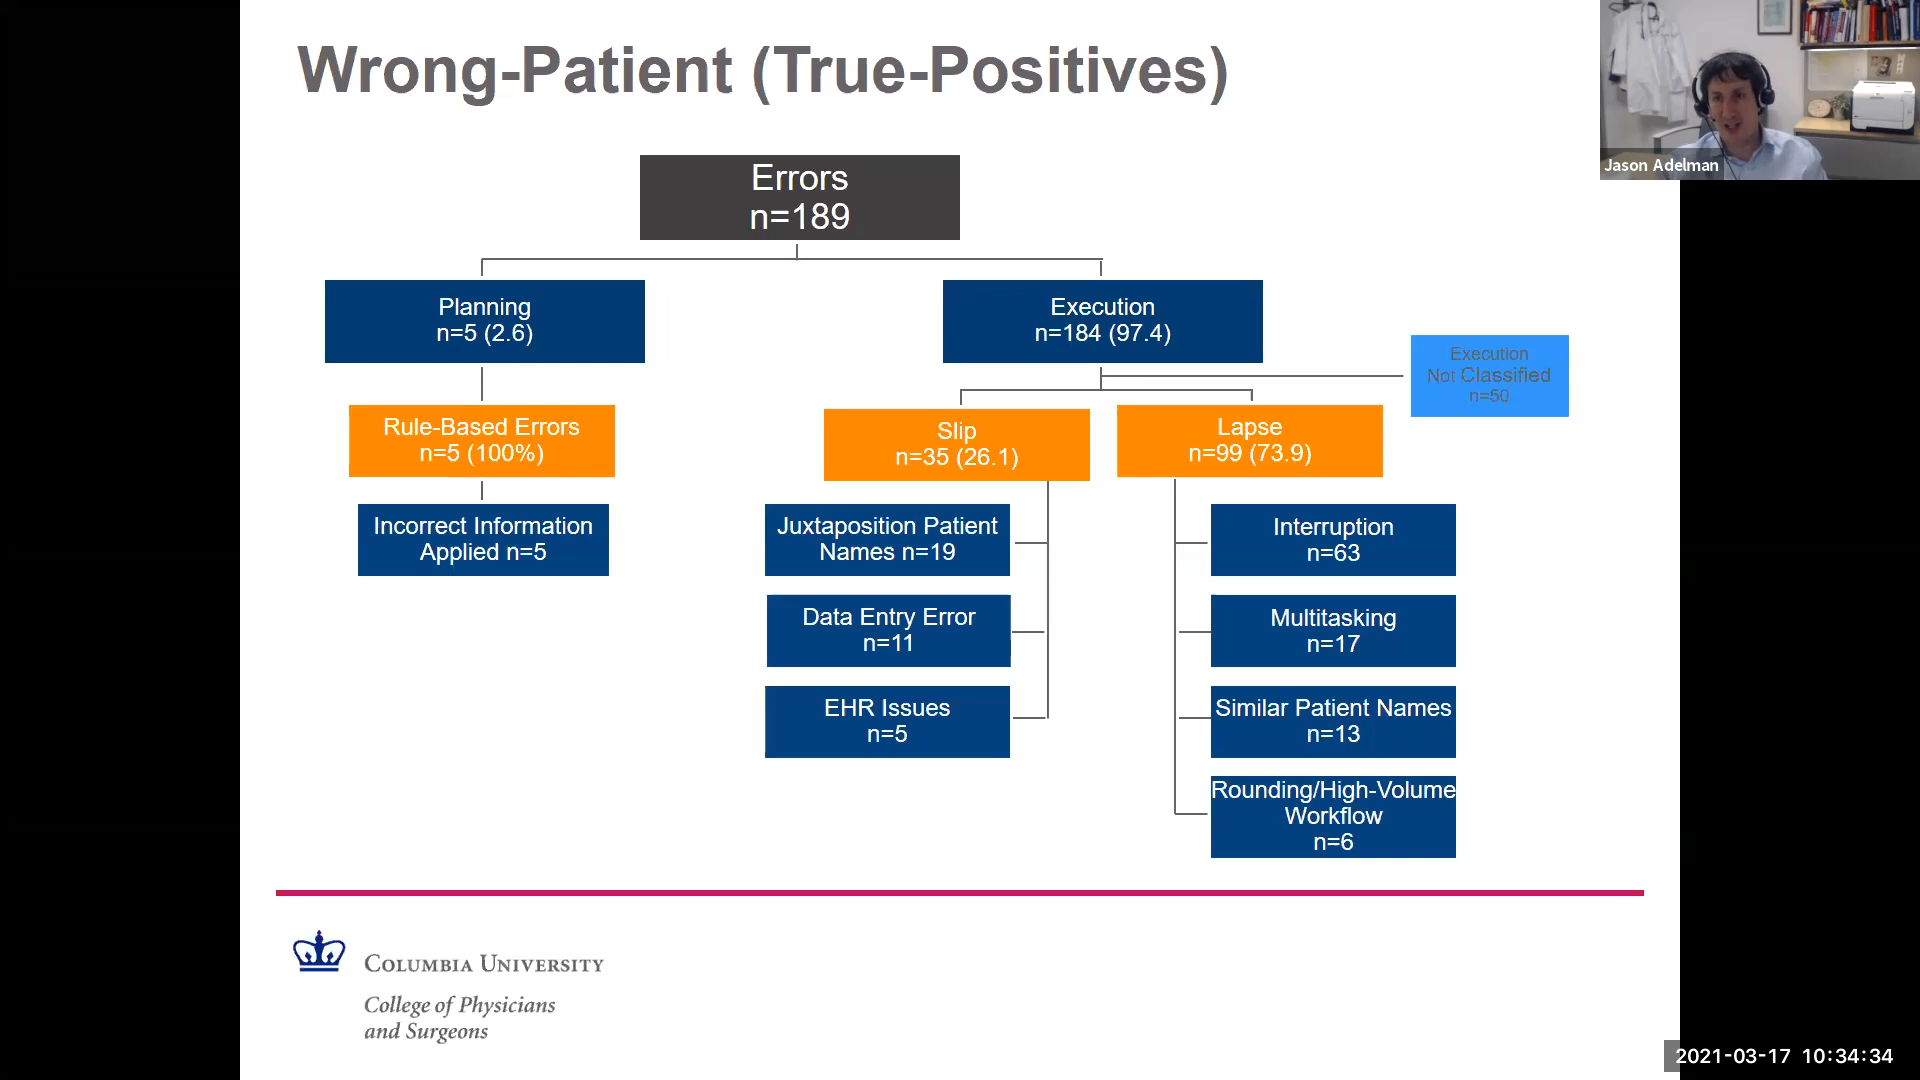 Wrong-Patient (True-Positives)
Jason Adelman
Errors
n=189
Planning
n=5 (2.6)
Execution
n=184 (97.4)
Execution
Not Classified
n=50
Rule-Based Errors
n=5 (100%)
Slip
n=35 (26.1)
Lapse
n=99 (73.9)
Incorrect Information
Applied n=5
Juxtaposition Patient
Names n=19
Data Entry Error
n=11
EHR Issues
n=5
Interruption
n=63
Multitasking
n=17
Similar Patient Names
n=13
Rounding/High-Volume
Workflow
n=6
COLUMBIA UNIVERSITY
College of Physicians
and Surgeons
2021-03-17 10:34:34